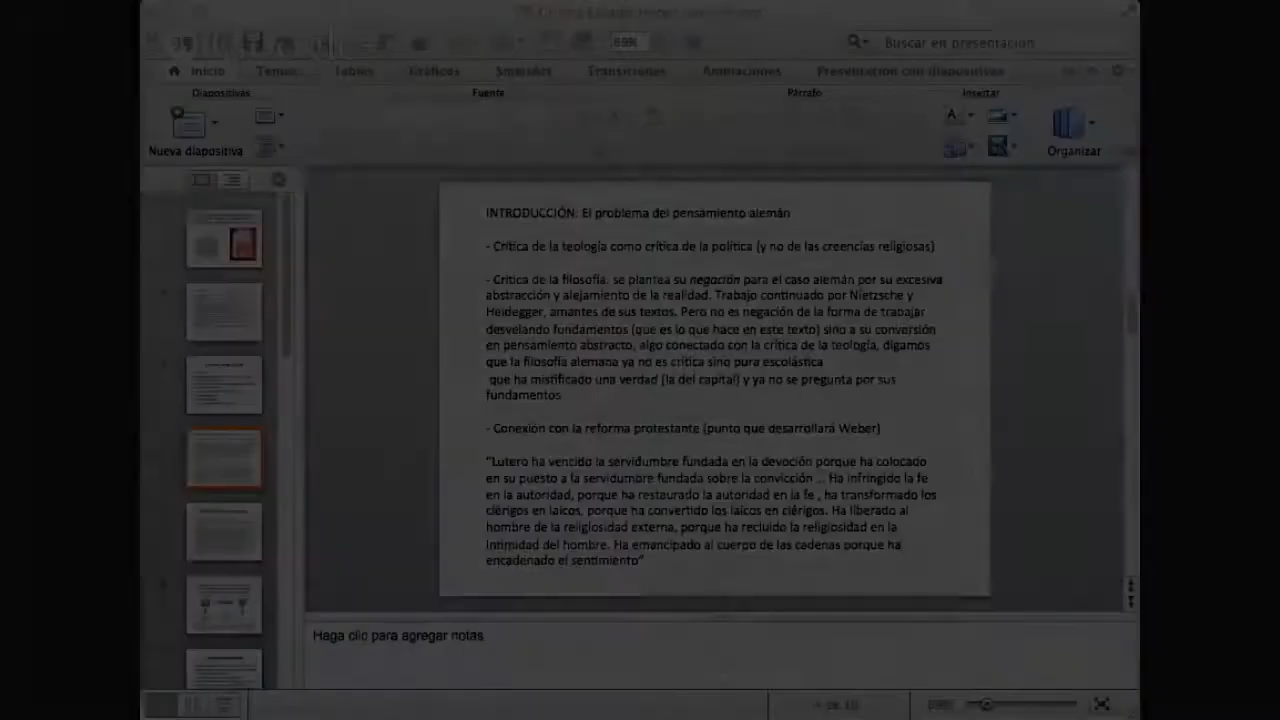 69%
Buscar en presentación
Inicio
Temas
Tablas
Gráficos
SmartArt
Transiciones
Animaciones
Presentación con diapositivas
Diapositivas
Fuente
Párrafo
Insertar
Nueva diapositiva
Organizar
INTRODUCCIÓN: El problema del pensamiento alemán
- Crítica de la teología como crítica de la política (y no de las creencias religiosas)
- Crítica de la filosofía: se plantea su negación para el caso alemán por su excesiva
abstracción y alejamiento de la realidad. Trabajo continuado por Nietzsche y
Heidegger, amantes de sus textos. Pero no es negación de la forma de trabajar
desvelando fundamentos (que es lo que hace en este texto) sino a su conversión
en pensamiento abstracto, algo conectado con la crítica de la teología, digamos
que la filosofía alemana ya no es crítica sino pura escolástica
que ha mistificado una verdad (la del capital) y ya no se pregunta por sus
fundamentos
- Conexión con la reforma protestante (punto que desarrollará Weber)
"Lutero ha vencido la servidumbre fundada en la devoción porque ha colocado
en su puesto a la servidumbre fundada sobre la convicción ... Ha infringido la fe
en la autoridad, porque ha restaurado la autoridad en la fe , ha transformado los
clérigos en laicos, porque ha convertido los laicos en clérigos. Ha liberado al
hombre de la religiosidad externa, porque ha recluido la religiosidad en la
intimidad del hombre. Ha emancipado al cuerpo de las cadenas porque ha
encadenado el sentimiento"
Haga clic para agregar notas
4 de 10
69%